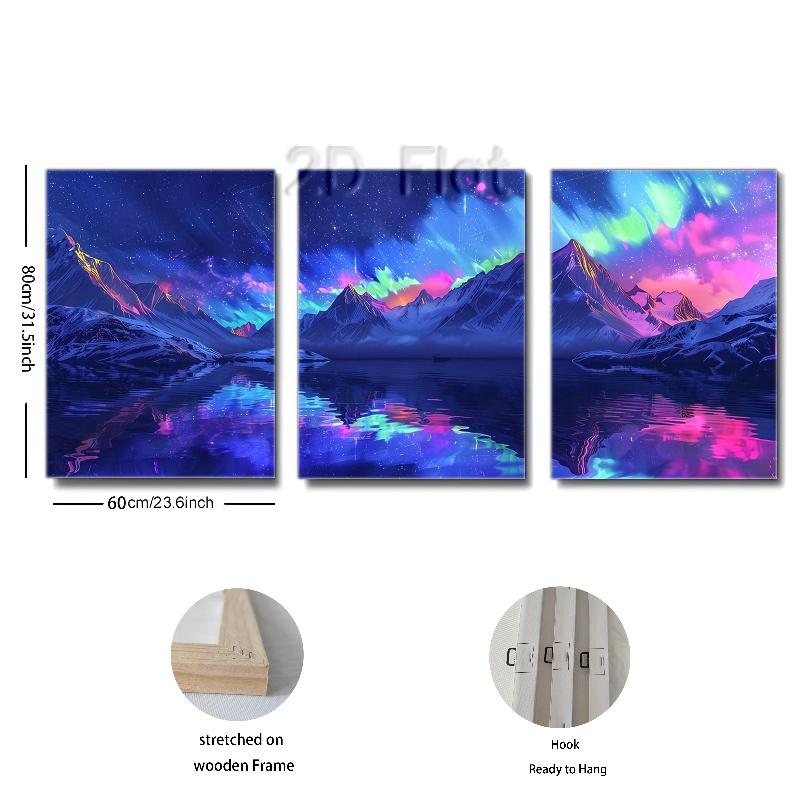 2D Flat
80cm/31.5inch
60cm/23.6inch
stretched on
wooden Frame
Hook
Ready to Hang